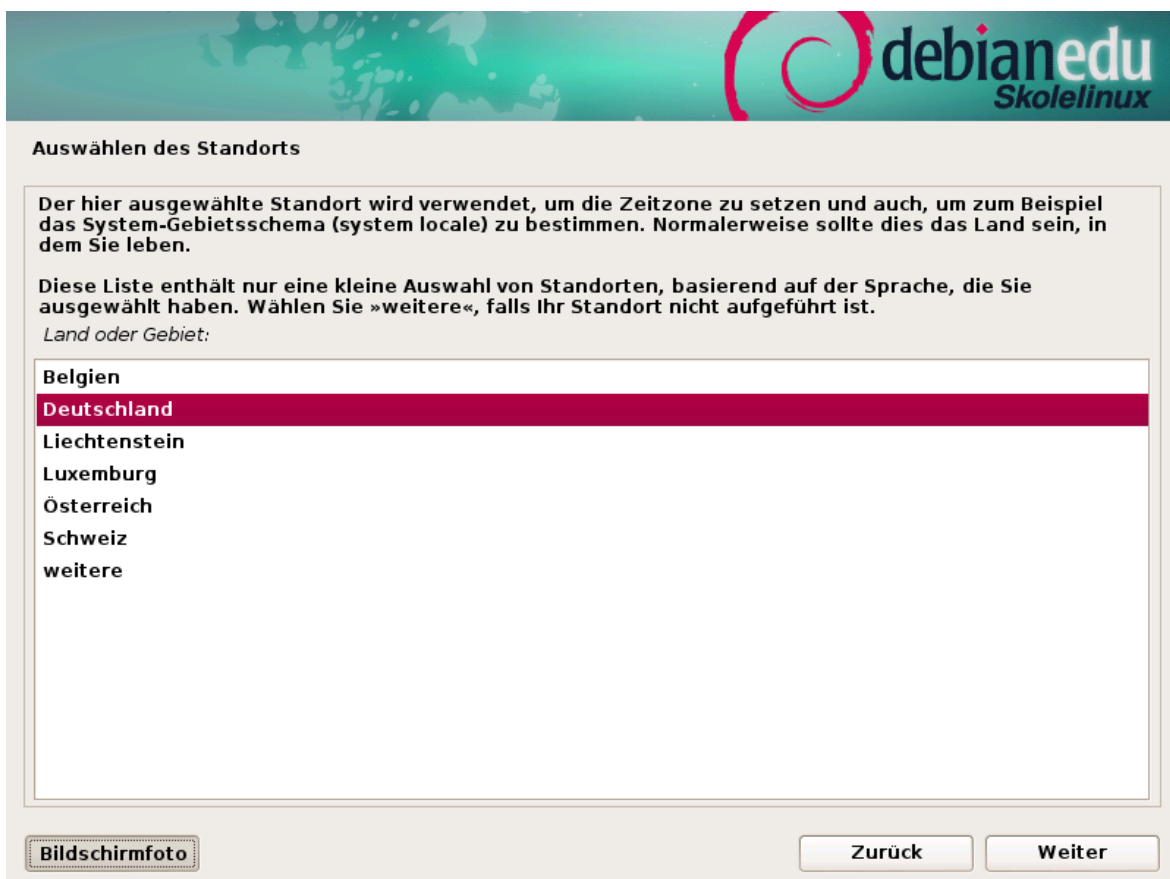 debianedu
Skolelinux
Auswählen des Standorts
Der hier ausgewählte Standort wird verwendet, um die Zeitzone zu setzen und auch, um zum Beispiel
das System-Gebietsschema (system locale) zu bestimmen. Normalerweise sollte dies das Land sein, in
dem Sie leben.
Diese Liste enthält nur eine kleine Auswahl von Standorten, basierend auf der Sprache, die Sie
ausgewählt haben. Wählen Sie »weitere«, falls Ihr Standort nicht aufgeführt ist.
Land oder Gebiet:
Belgien
Deutschland
Liechtenstein
Luxemburg
Österreich
Schweiz
weitere
Bildschirmfoto
Zurück
Weiter